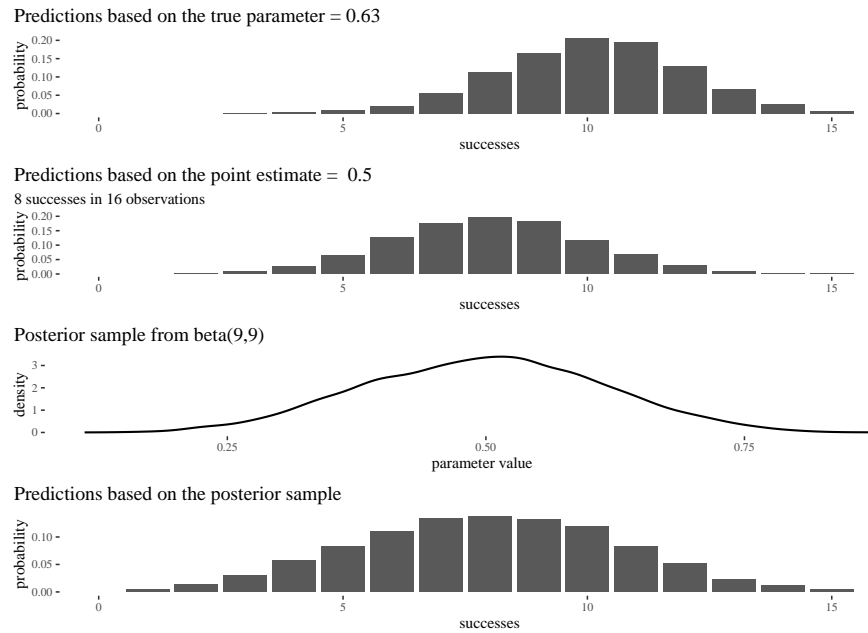 Predictions based on the true parameter = 0.63
probability
0.20
0.15
0.10
0.05
0.00
0
5
10
15
successes
Predictions based on the point estimate = 0.5
8 successes in 16 observations
probability
0.20
0.15
0.10
0.05
0.00
0
5
10
15
successes
Posterior sample from beta(9,9)
density
3
2
1
0
0.25
0.50
0.75
parameter value
Predictions based on the posterior sample
probability
0.10
0.05
0.00
0
5
10
15
successes